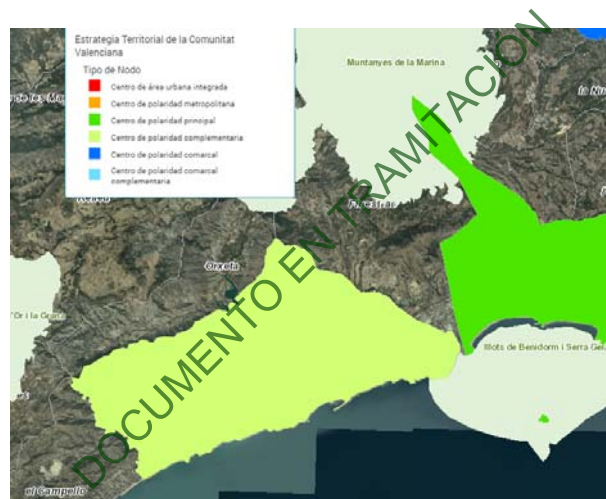 Estrategia Territorial de la Comunitat
Valenciana
Tipo de Nodo
Centro de área urbana integrada
Centro de polaridad metropolitana
Centro de polaridad principal
Centro de polaridad complementaria
Centro de polaridad comarcal
Centro de polaridad comarcal
complementaria
Muntanyes de la Marina
Orxeta
Illots de Benidorm i Serra
el Campello
DOCUMENTO EN TRAMITACIÓN